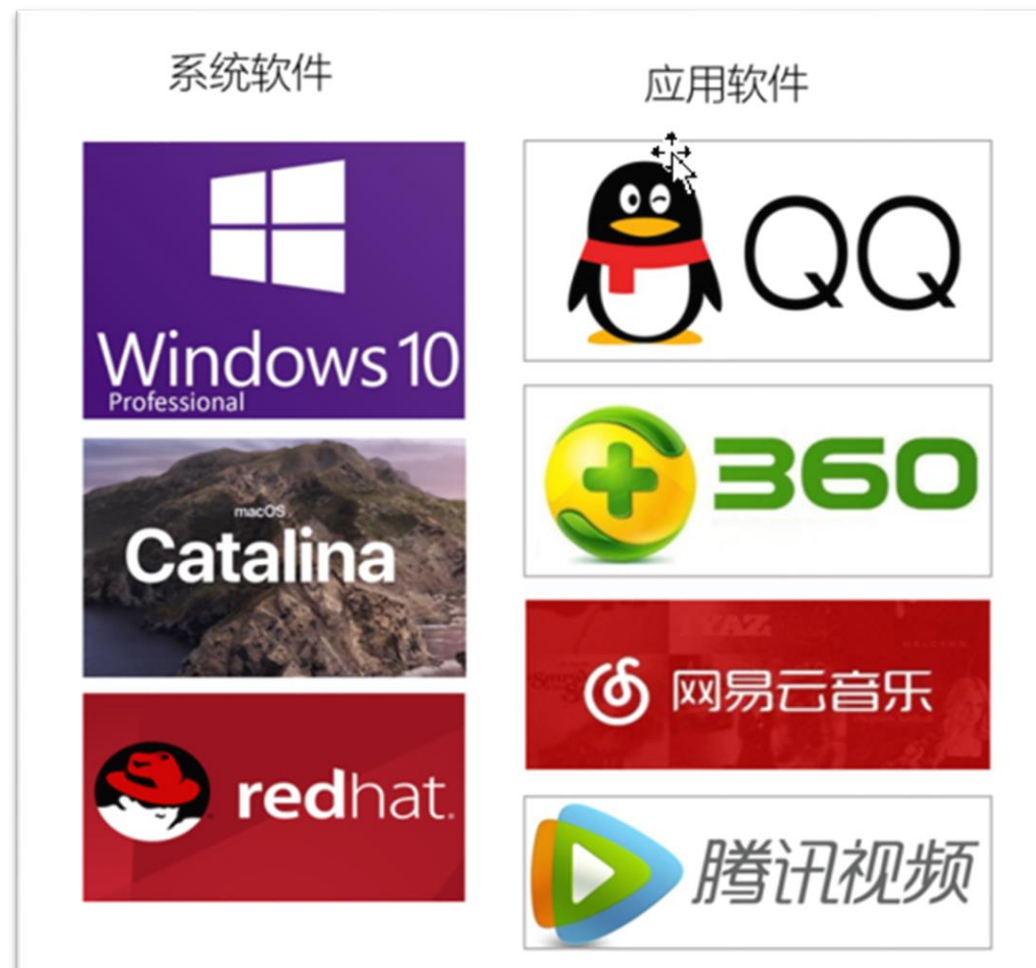 系统软件
应用软件
Windows 10
Professional
macOS
Catalina
redhat.
QQ
360
网易云音乐
腾讯视频